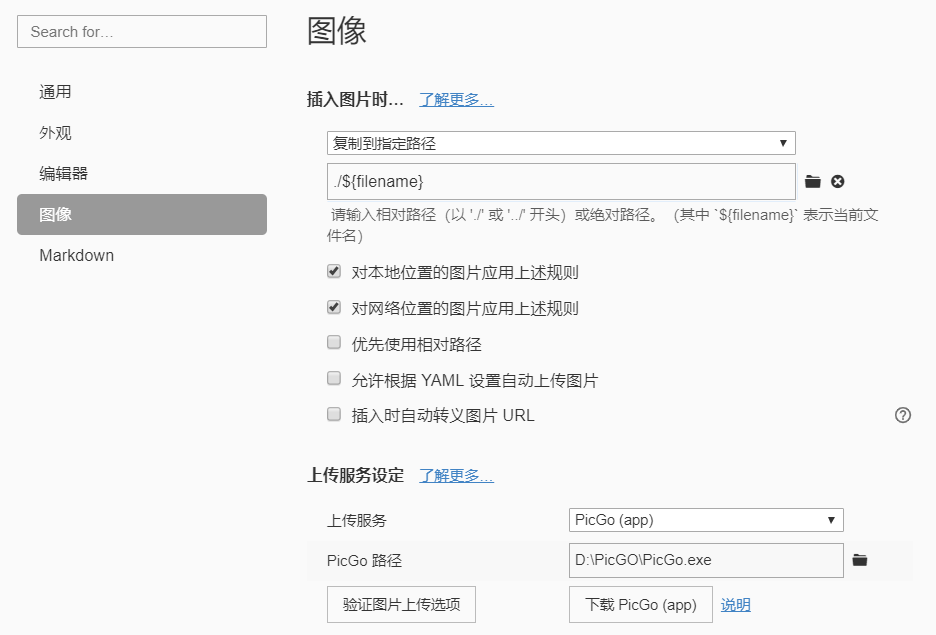 Search for...
通用
外观
编辑器
图像
Markdown
图像
插入图片时... 了解更多...
复制到指定路径
./${filename}
请输入相对路径（以 './' 或 '../' 开头）或绝对路径。（其中 `${filename}` 表示当前文
件名）
对本地位置的图片应用上述规则
对网络位置的图片应用上述规则
优先使用相对路径
允许根据 YAML 设置自动上传图片
插入时自动转义图片 URL
上传服务设定 了解更多...
上传服务 PicGo (app)
PicGo 路径 D:\PicGO\PicGo.exe
验证图片上传选项 下载 PicGo (app) 说明